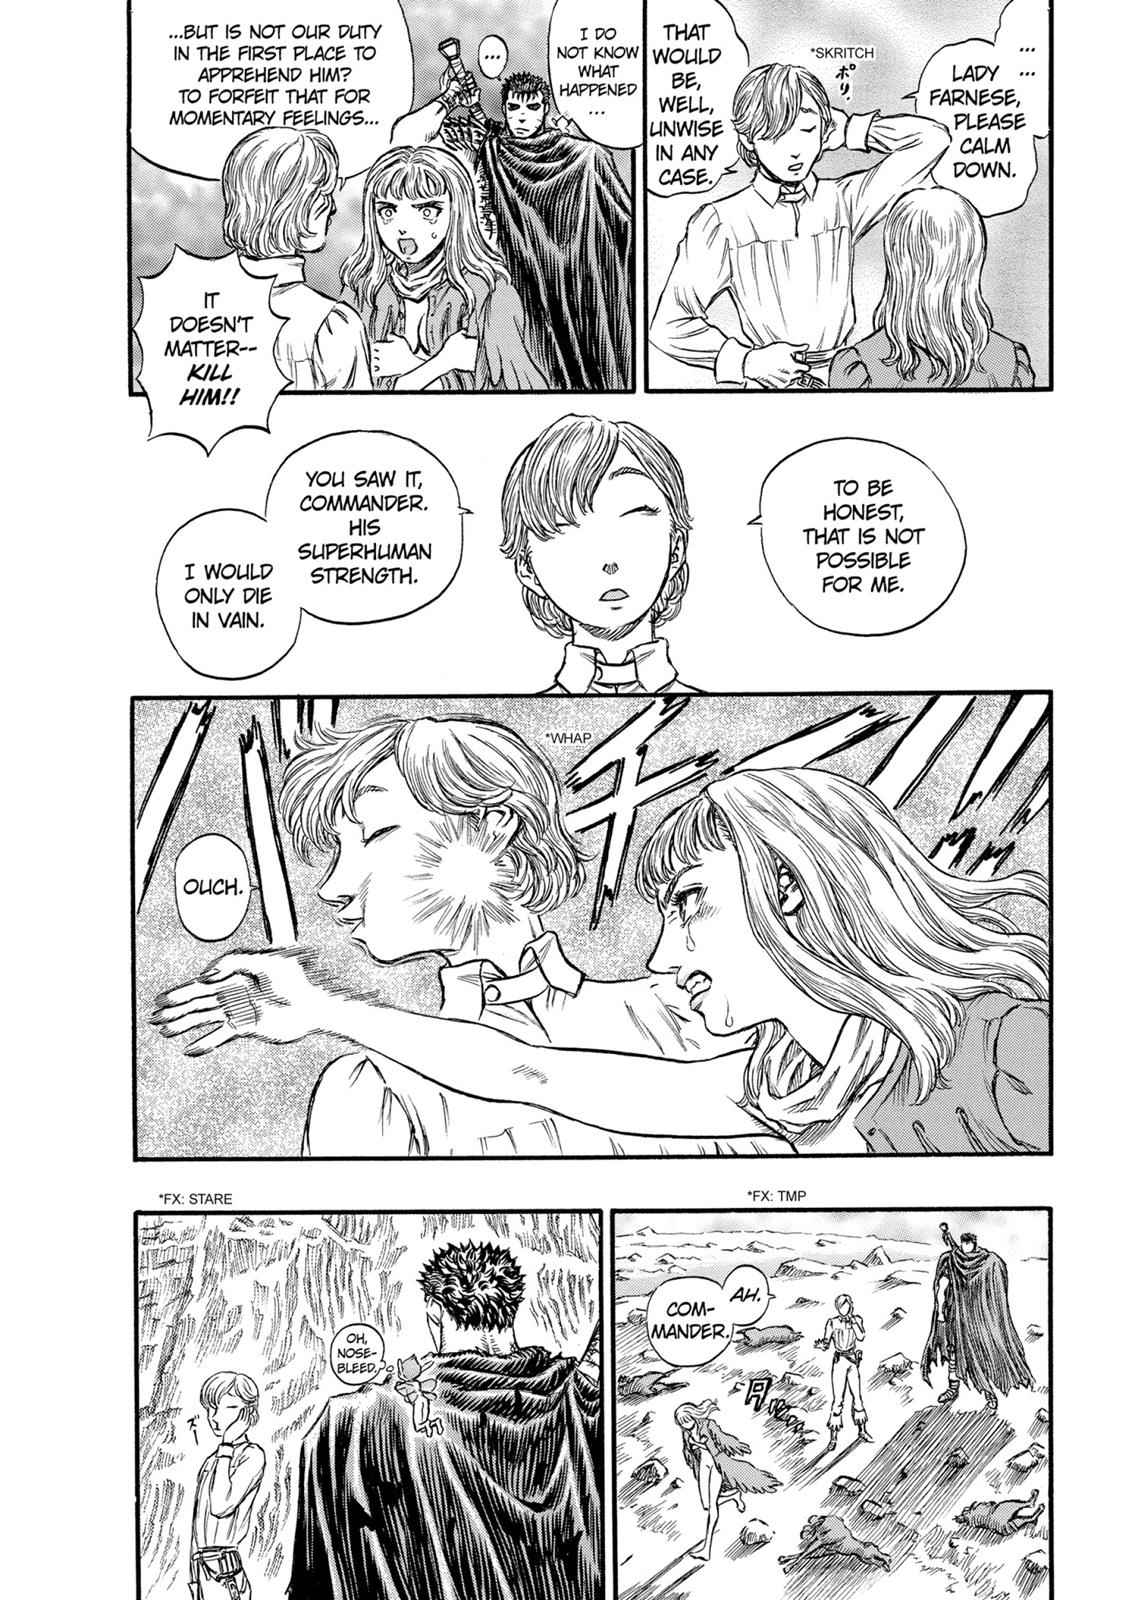 ...
...
LADY
FARNESE,
PLEASE
CALM
DOWN.
*SKRITCH
ポリ.
THAT
WOULD
BE,
WELL,
UNWISE
IN ANY
CASE.
I DO
NOT KNOW
WHAT
HAPPENED
...
...
...BUT IS NOT OUR DUTY
IN THE FIRST PLACE TO
APPREHEND HIM?
TO FORFEIT THAT FOR
MOMENTARY FEELINGS...
IT
DOESN'T
MATTER--
KILL
HIM!!
TO BE
HONEST,
THAT IS NOT
POSSIBLE
FOR ME.
YOU SAW IT,
COMMANDER.
HIS
SUPERHUMAN
STRENGTH.
I WOULD
ONLY DIE
IN VAIN.
*WHAP
OUCH.
*FX: TMP
AH.
COM-
MANDER.
*FX: STARE
OH,
NOSE-
BLEED.